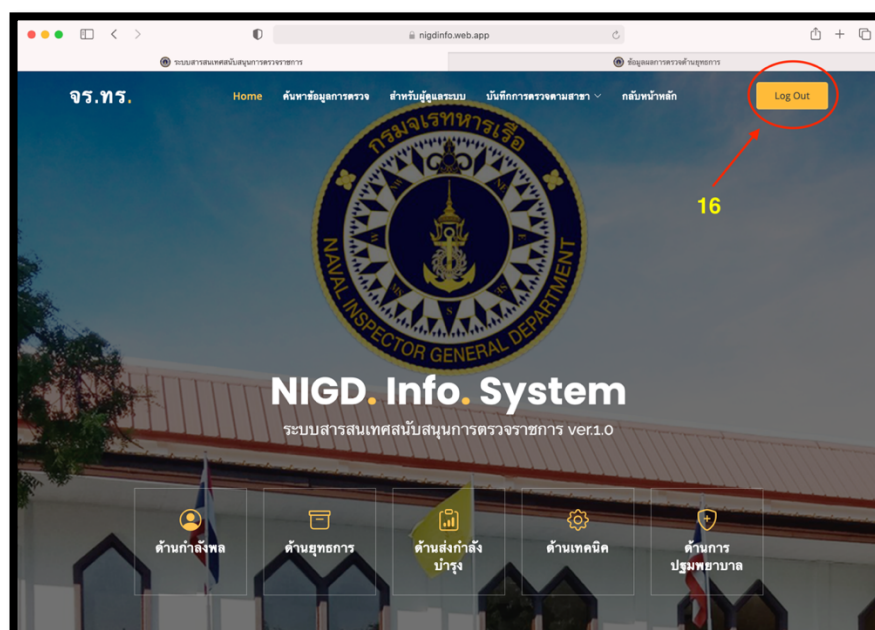 nigdinfo.web.app
ระบบสารสนเทศสนับสนุนการตรวจราชการ
ข้อมูลผลการตรวจด้านยุทธการ
จร.ทร.
Home
ค้นหาข้อมูลการตรวจ
สำหรับผู้ดูแลระบบ
บันทึกการตรวจตามสาขา
กลับหน้าหลัก
Log Out
16
กรมจเรทหารเรือ
NAVAL INSPECTOR GENERAL DEPARTMENT
NIGD. Info. System
ระบบสารสนเทศสนับสนุนการตรวจราชการ ver.1.0
ด้านกำลังพล
ด้านยุทธการ
ด้านส่งกำลัง
บำรุง
ด้านเทคนิค
ด้านการ
ปฐมพยาบาล